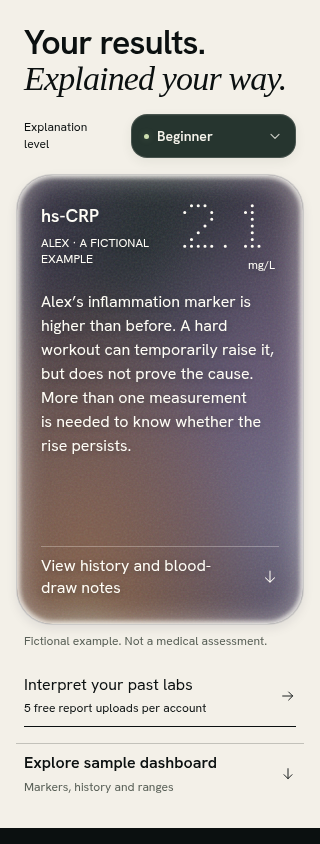 Your results.
Explained your way.
Explanation
level
Beginner
hs-CRP
2.1
ALEX · A FICTIONAL
EXAMPLE
mg/L
Alex’s inflammation marker is
higher than before. A hard
workout can temporarily raise it,
but does not prove the cause.
More than one measurement
is needed to know whether the
rise persists.
View history and blood-
draw notes
Fictional example. Not a medical assessment.
Interpret your past labs
5 free report uploads per account
Explore sample dashboard
Markers, history and ranges